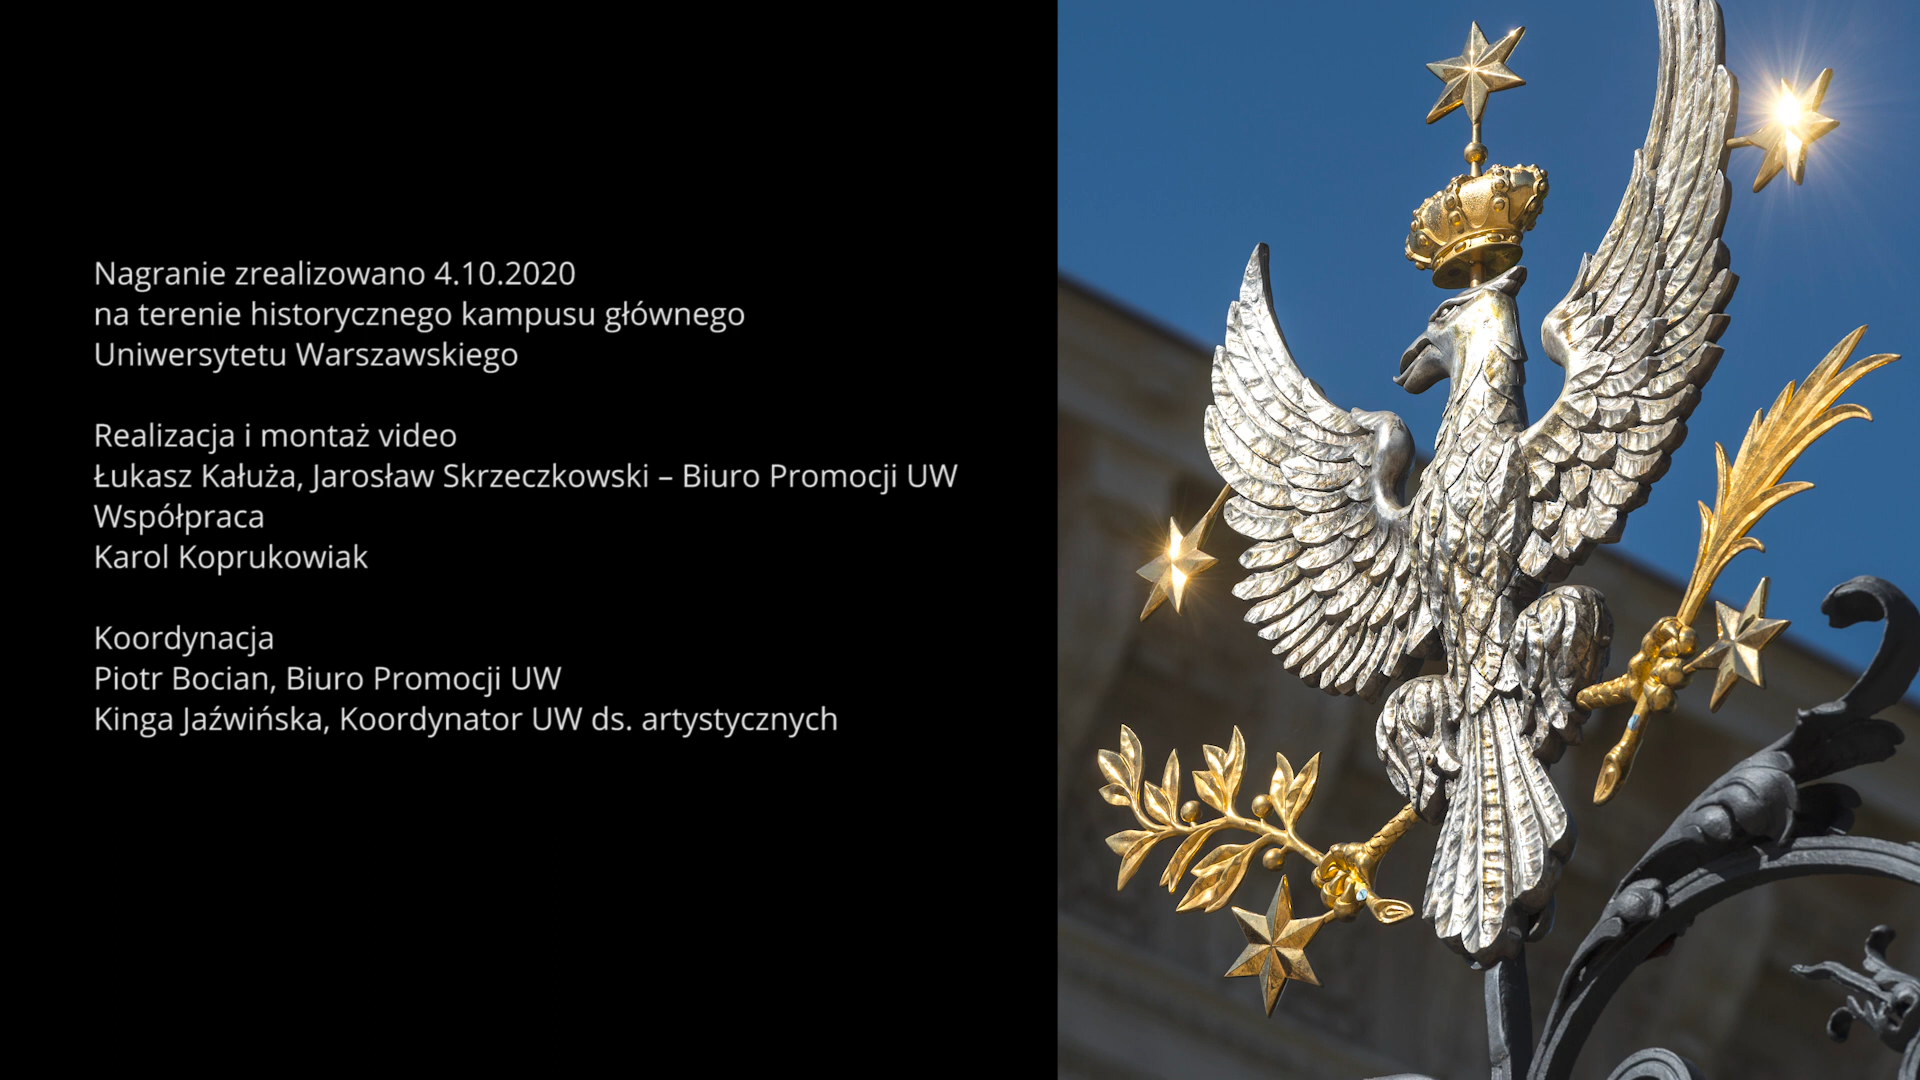 Nagranie zrealizowano 4.10.2020
na terenie historycznego kampusu głównego
Uniwersytetu Warszawskiego
Realizacja i montaż video
Łukasz Kałuża, Jarosław Skrzeczkowski – Biuro Promocji UW
Współpraca
Karol Koprukowiak
Koordynacja
Piotr Bocian, Biuro Promocji UW
Kinga Jaźwińska, Koordynator UW ds. artystycznych